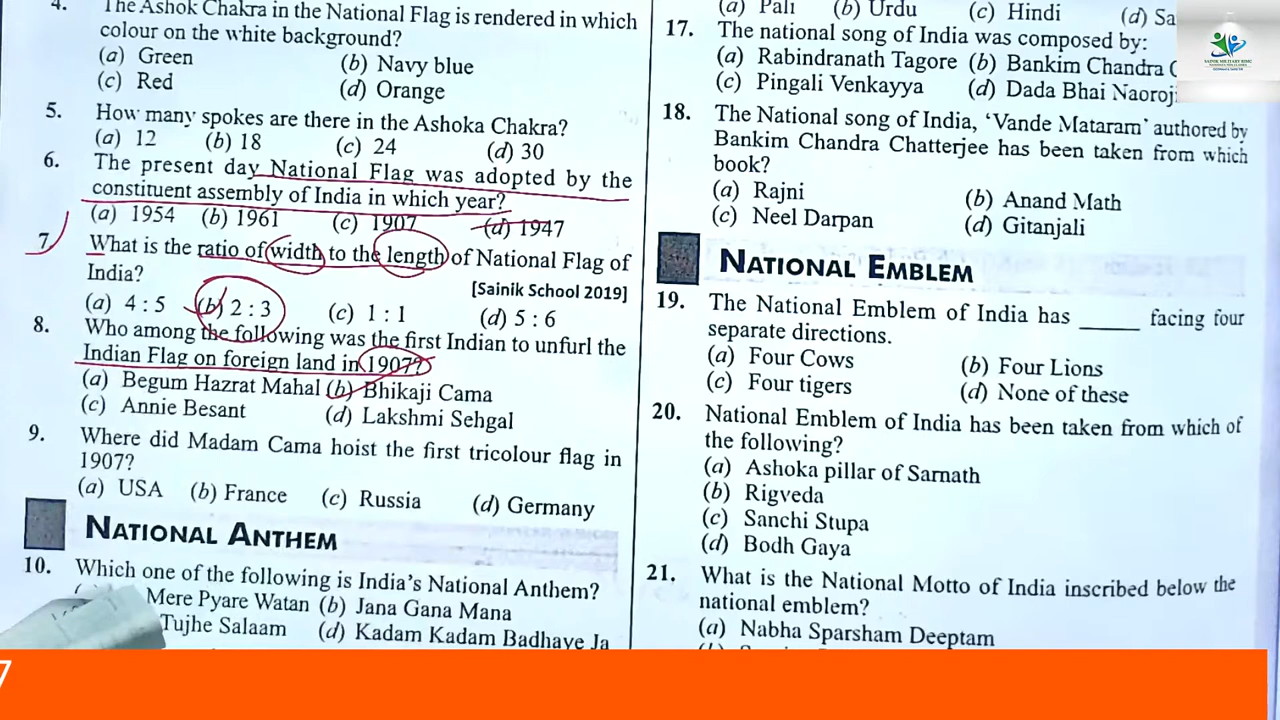 4. The Ashok Chakra in the National Flag is rendered in which
colour on the white background?
(a) Green (b) Navy blue
(c) Red (d) Orange
5. How many spokes are there in the Ashoka Chakra?
(a) 12 (b) 18 (c) 24 (d) 30
6. The present day National Flag was adopted by the
constituent assembly of India in which year?
(a) 1954 (b) 1961 (c) 1907 (d) 1947
7. What is the ratio of width to the length of National Flag of
India?
[Sainik School 2019]
(a) 4 : 5 (b) 2 : 3 (c) 1 : 1 (d) 5 : 6
8. Who among the following was the first Indian to unfurl the
Indian Flag on foreign land in 1907?
(a) Begum Hazrat Mahal (b) Bhikaji Cama
(c) Annie Besant (d) Lakshmi Sehgal
9. Where did Madam Cama hoist the first tricolour flag in
1907?
(a) USA (b) France (c) Russia (d) Germany
NATIONAL ANTHEM
10. Which one of the following is India's National Anthem?
Mere Pyare Watan (b) Jana Gana Mana
Tujhe Salaam (d) Kadam Kadam Badhaye Ja
(a) Pali (b) Urdu (c) Hindi (d) Sa
17. The national song of India was composed by:
(a) Rabindranath Tagore (b) Bankim Chandra C
(c) Pingali Venkayya (d) Dada Bhai Naoroji
18. The National song of India, 'Vande Mataram' authored by
Bankim Chandra Chatterjee has been taken from which
book?
(a) Rajni (b) Anand Math
(c) Neel Darpan (d) Gitanjali
NATIONAL EMBLEM
19. The National Emblem of India has _____ facing four
separate directions.
(a) Four Cows (b) Four Lions
(c) Four tigers (d) None of these
20. National Emblem of India has been taken from which of
the following?
(a) Ashoka pillar of Sarnath
(b) Rigveda
(c) Sanchi Stupa
(d) Bodh Gaya
21. What is the National Motto of India inscribed below the
national emblem?
(a) Nabha Sparsham Deeptam
SAINIK MILITARY RIMC
7